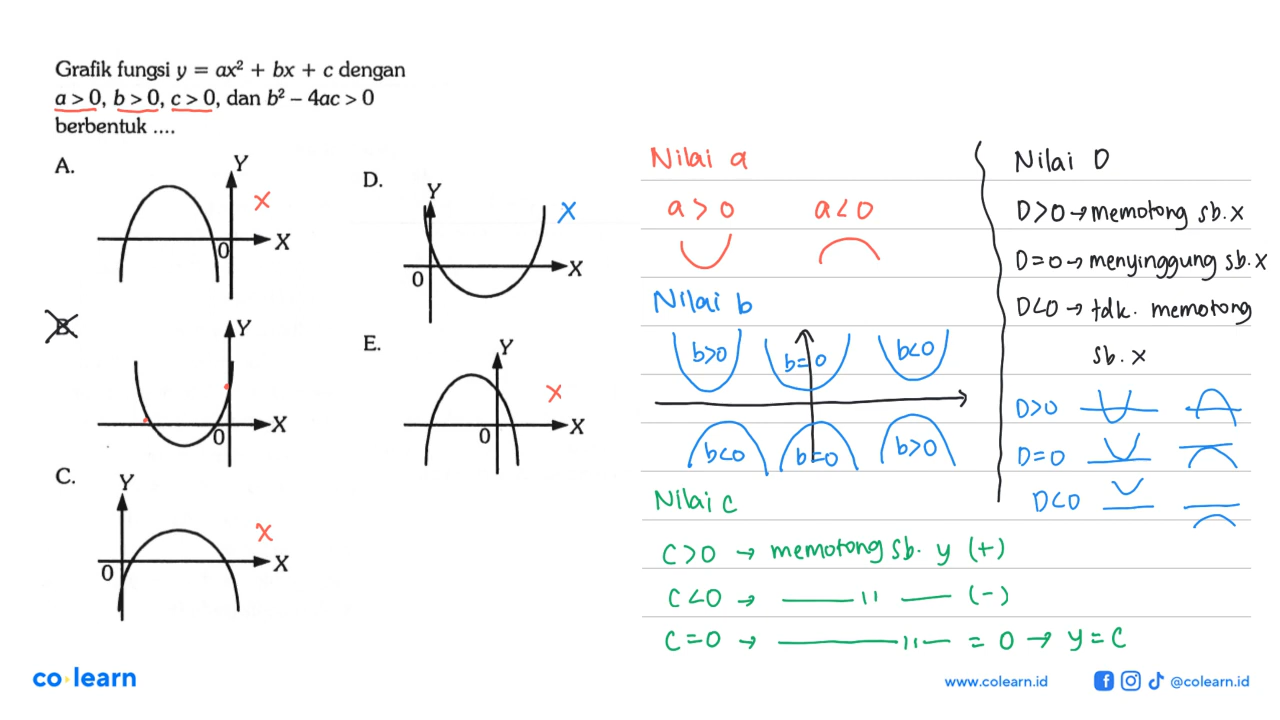 Grafik fungsi y = ax² + bx + c dengan
a > 0, b > 0, c > 0, dan b² – 4ac > 0
berbentuk ....
A.
Y
X
0
B.
Y
X
0
C.
Y
X
0
D.
Y
X
0
E.
Y
X
0
Nilai a
a > 0 a < 0
Nilai b
b>0 b=0 b<0
b<0 b=0 b>0
Nilai c
c>0 → memotong sb. y (+)
c<0 → —— 11 —— (-)
c=0 → —— 11 — = 0 → y = c
Nilai D
D>0 → memotong sb. x
D=0 → menyinggung sb. x
D<0 → tdk. memotong
sb. x
D>0
D=0
D<0
co learn
www.colearn.id @colearn.id